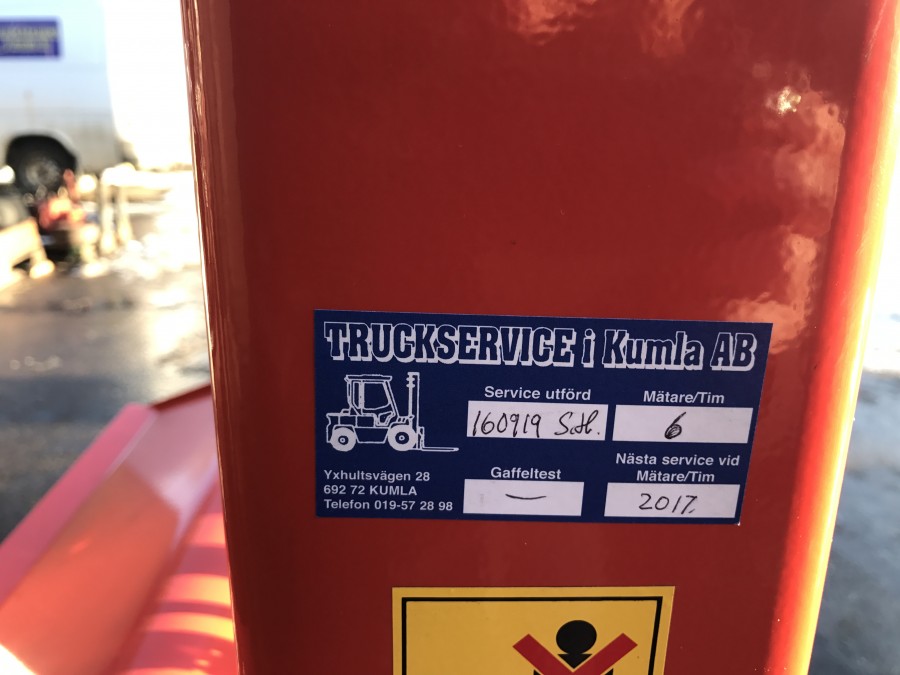 TRUCKSERVICE i Kumla AB
Service utförd
160919 S.H.
Mätare/Tim
6
Yxhultsvägen 28
692 72 KUMLA
Telefon 019-57 28 98
Gaffeltest
—
Nästa service vid
Mätare/Tim
2017.